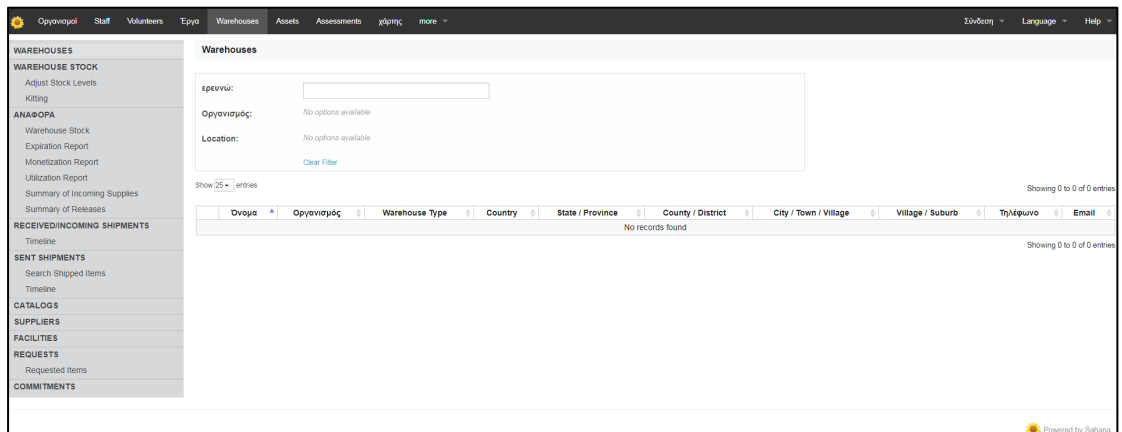 Οργανισμοί Staff Volunteers Έργα Warehouses Assets Assessments χάρτης more Σύνδεση Language Help
WAREHOUSES
WAREHOUSE STOCK
Adjust Stock Levels
Kitting
ΑΝΑΦΟΡΑ
Warehouse Stock
Expiration Report
Monetization Report
Utilization Report
Summary of Incoming Supplies
Summary of Releases
RECEIVED/INCOMING SHIPMENTS
Timeline
SENT SHIPMENTS
Search Shipped Items
Timeline
CATALOGS
SUPPLIERS
FACILITIES
REQUESTS
Requested Items
COMMITMENTS
Warehouses
ερευνώ:
Οργανισμός: No options available
Location: No options available
Clear Filter
Show 25 entries
Showing 0 to 0 of 0 entries
Όνομα Οργανισμός Warehouse Type Country State / Province County / District City / Town / Village Village / Suburb Τηλέφωνο Email
No records found
Showing 0 to 0 of 0 entries
Powered by Sahana